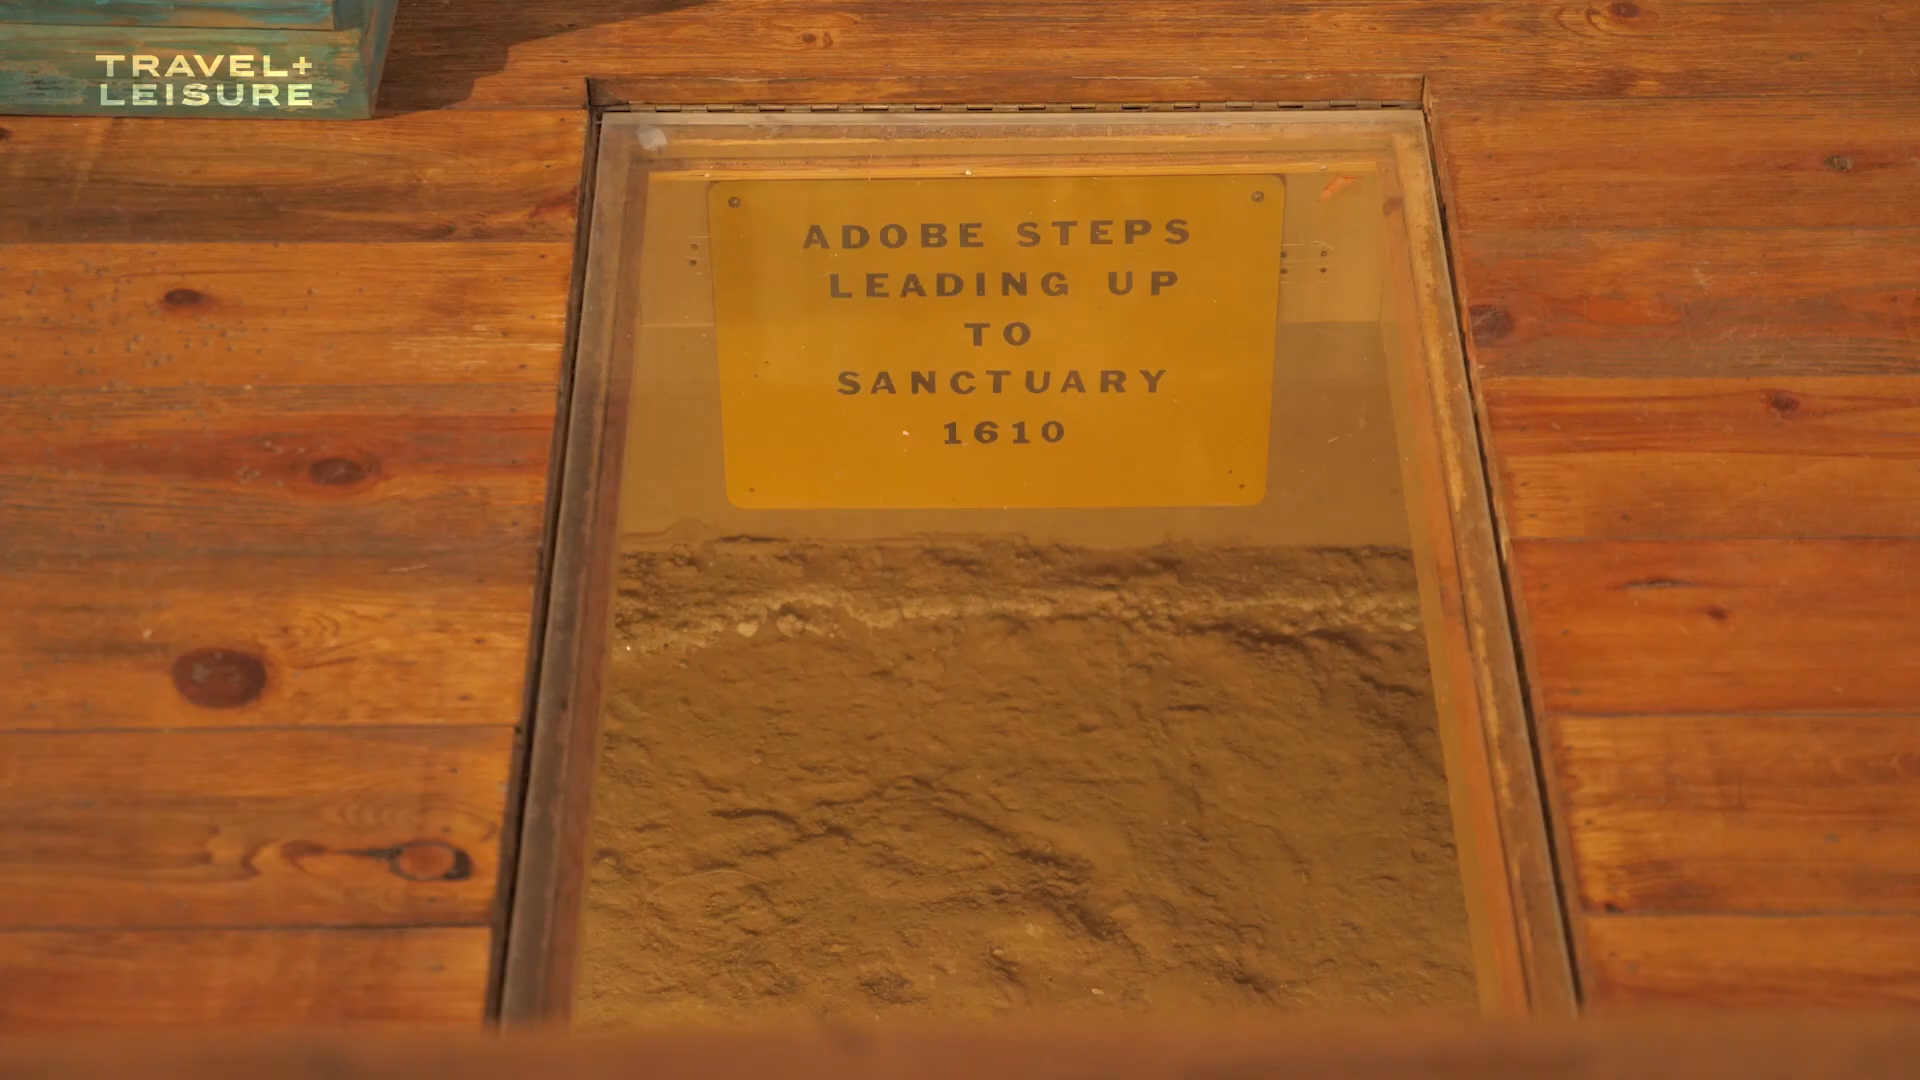 TRAVEL+
LEISURE
ADOBE STEPS
LEADING UP
TO
SANCTUARY
1610